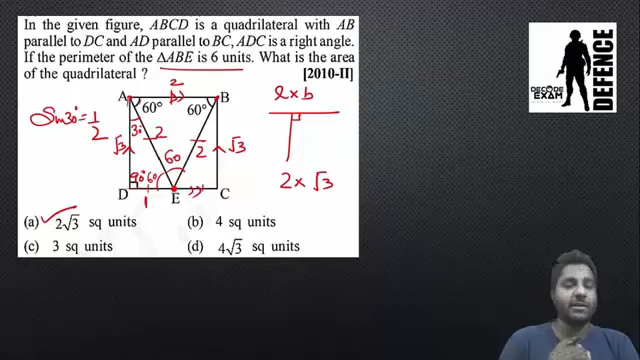 In the given figure, ABCD is a quadrilateral with AB
parallel to DC and AD parallel to BC, ADC is a right angle.
If the perimeter of the ΔABE is 6 units. What is the area
of the quadrilateral ? [2010-II]
2
A B
60° 60°
Sin30°=1/2
30
2
2
√3
√3
60
90° 60
D E C
1
l × b
2 × √3
(a) 2√3 sq units (b) 4 sq units
(c) 3 sq units (d) 4√3 sq units
DECODE
EXAM
DEFENCE